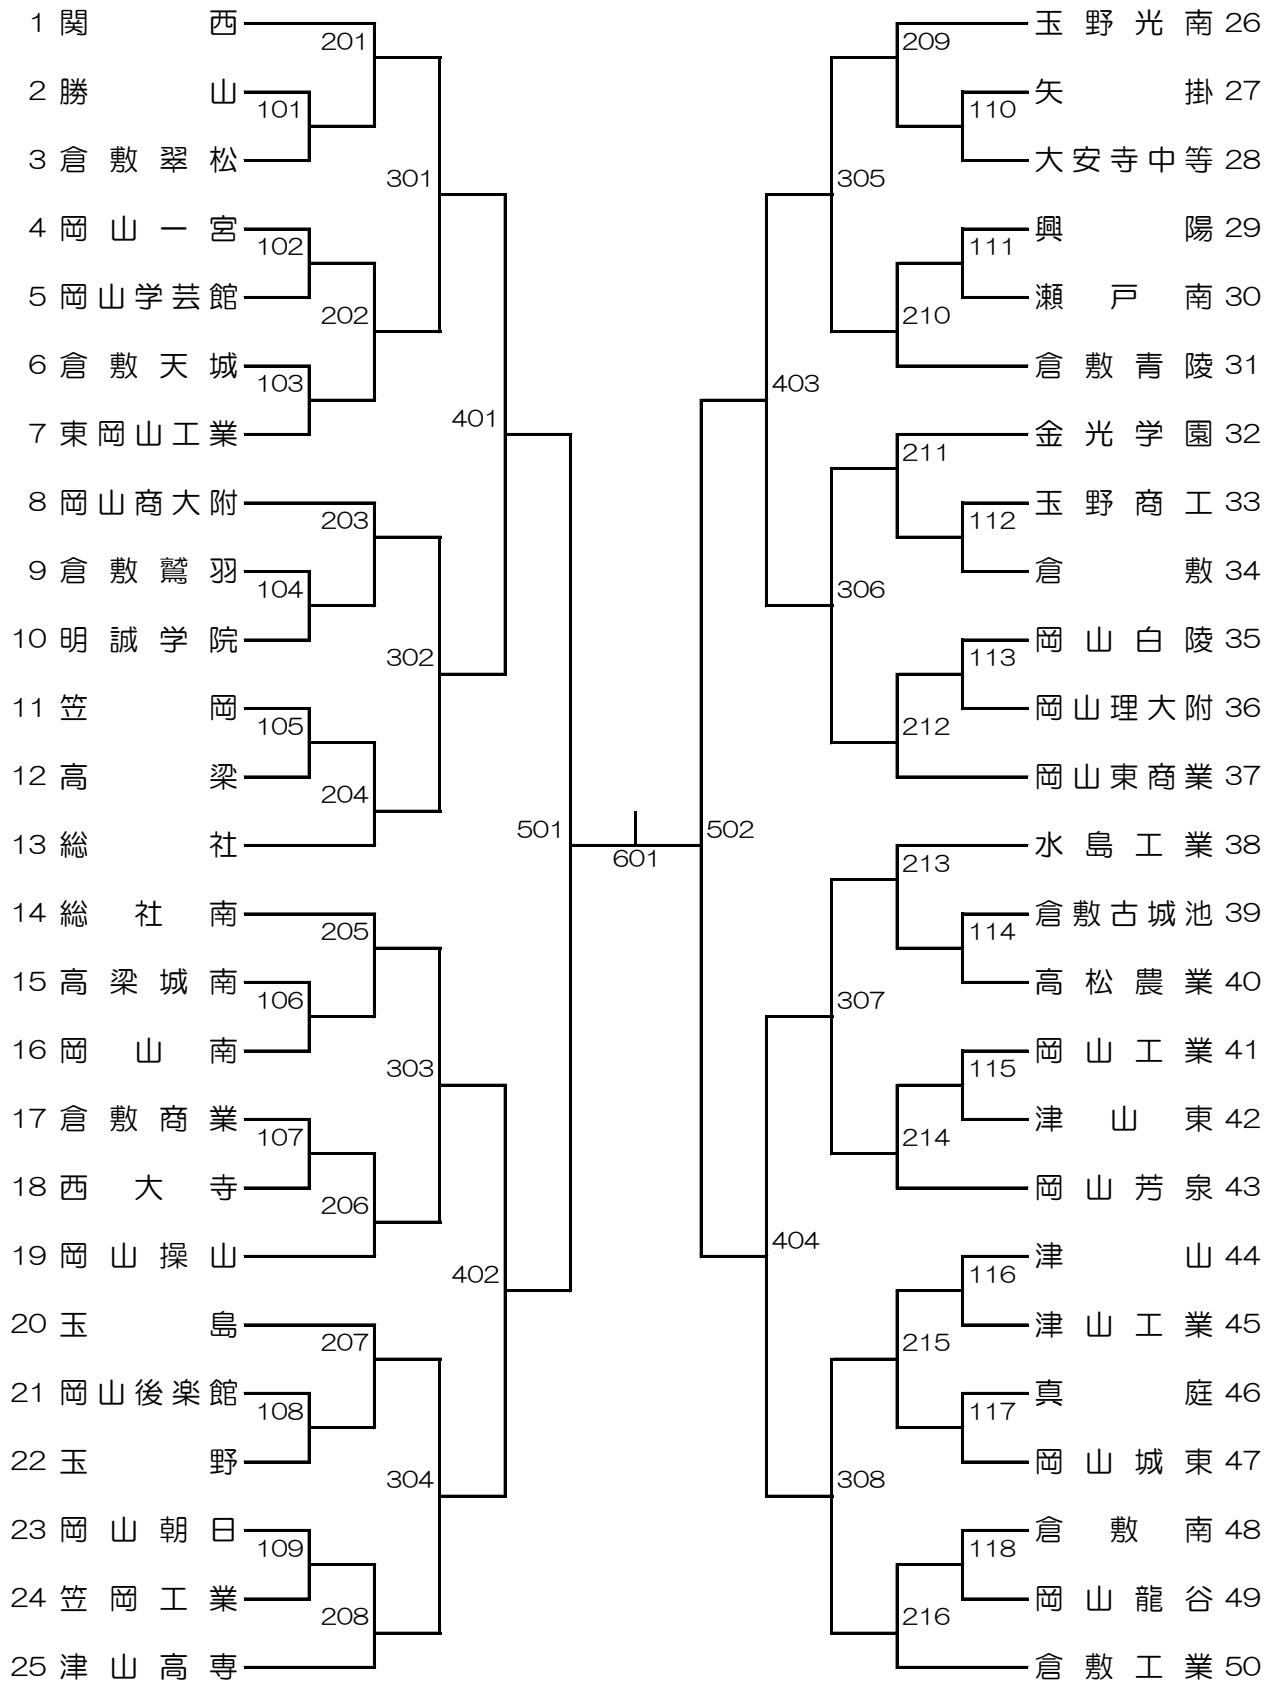 1 関西
201
2 勝山
101
3 倉敷翠松
301
4 岡山一宮
102
5 岡山学芸館
202
6 倉敷天城
103
7 東岡山工業
401
8 岡山商大附
203
9 倉敷鷲羽
104
10 明誠学院
302
11 笠岡
105
12 高梁
204
13 総社
501
14 総社南
205
15 高梁城南
106
16 岡山南
303
17 倉敷商業
107
18 西大寺
206
19 岡山操山
402
20 玉島
207
21 岡山後楽館
108
22 玉野
304
23 岡山朝日
109
24 笠岡工業
208
25 津山高専
601
玉野光南 26
209
矢掛 27
110
大安寺中等 28
305
興陽 29
111
瀬戸南 30
210
倉敷青陵 31
403
金光学園 32
211
玉野商工 33
112
倉敷 34
306
岡山白陵 35
113
岡山理大附 36
212
岡山東商業 37
502
水島工業 38
213
倉敷古城池 39
114
高松農業 40
307
岡山工業 41
115
津山東 42
214
岡山芳泉 43
404
津山 44
116
津山工業 45
215
真庭 46
117
岡山城東 47
308
倉敷南 48
118
岡山龍谷 49
216
倉敷工業 50